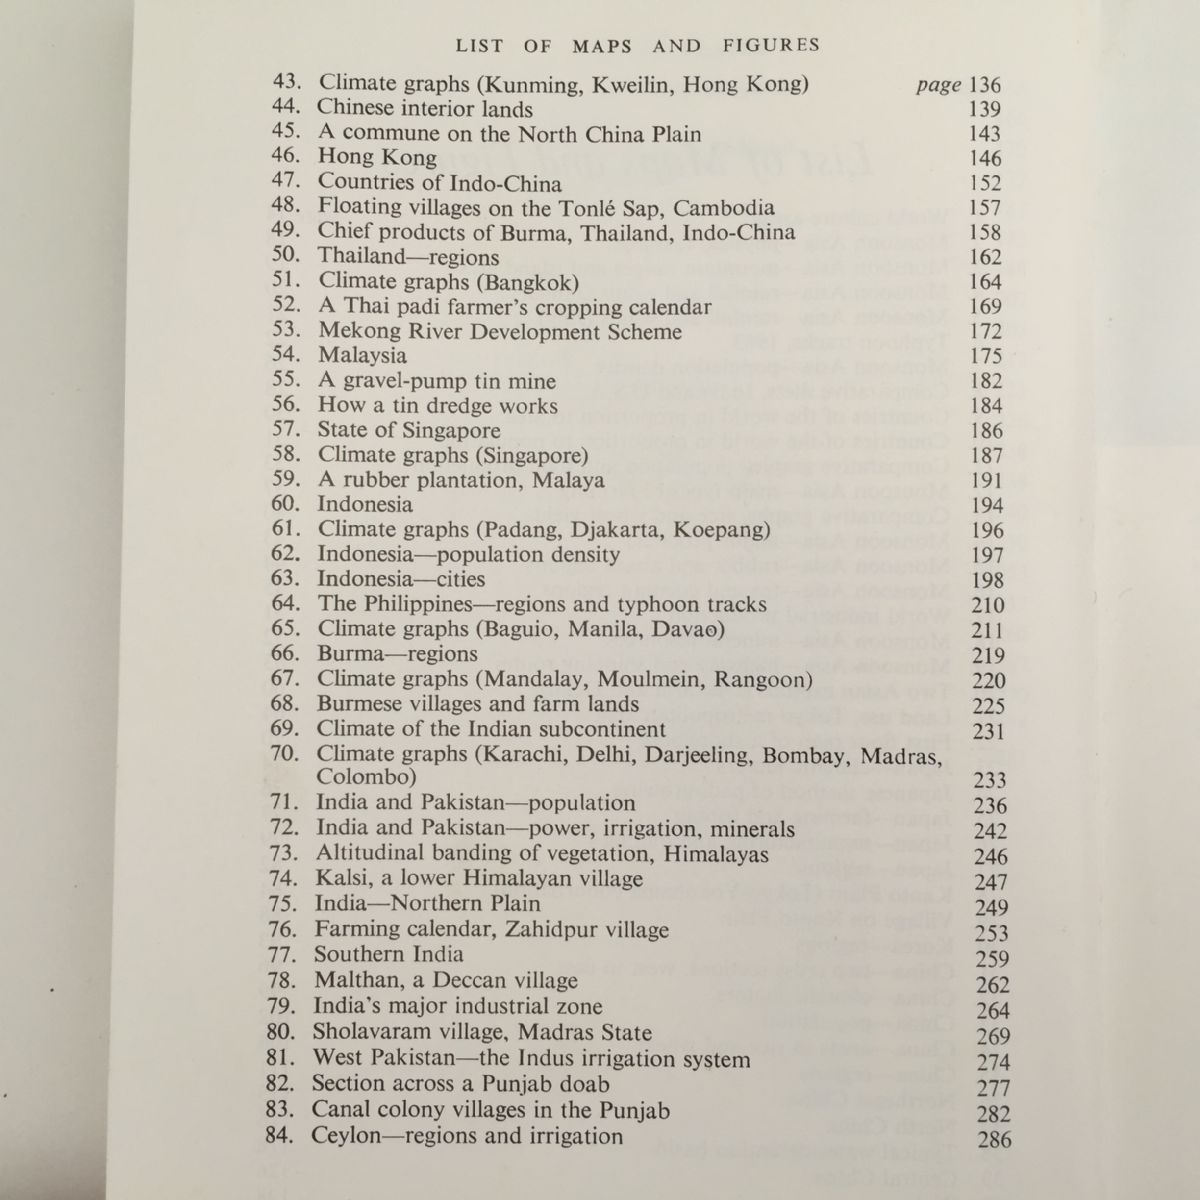 LIST OF MAPS AND FIGURES
43. Climate graphs (Kunming, Kweilin, Hong Kong) page 136
44. Chinese interior lands 139
45. A commune on the North China Plain 143
46. Hong Kong 146
47. Countries of Indo-China 152
48. Floating villages on the Tonlé Sap, Cambodia 157
49. Chief products of Burma, Thailand, Indo-China 158
50. Thailand—regions 162
51. Climate graphs (Bangkok) 164
52. A Thai padi farmer's cropping calendar 169
53. Mekong River Development Scheme 172
54. Malaysia 175
55. A gravel-pump tin mine 182
56. How a tin dredge works 184
57. State of Singapore 186
58. Climate graphs (Singapore) 187
59. A rubber plantation, Malaya 191
60. Indonesia 194
61. Climate graphs (Padang, Djakarta, Koepang) 196
62. Indonesia—population density 197
63. Indonesia—cities 198
64. The Philippines—regions and typhoon tracks 210
65. Climate graphs (Baguio, Manila, Davao) 211
66. Burma—regions 219
67. Climate graphs (Mandalay, Moulmein, Rangoon) 220
68. Burmese villages and farm lands 225
69. Climate of the Indian subcontinent 231
70. Climate graphs (Karachi, Delhi, Darjeeling, Bombay, Madras,
Colombo) 233
71. India and Pakistan—population 236
72. India and Pakistan—power, irrigation, minerals 242
73. Altitudinal banding of vegetation, Himalayas 246
74. Kalsi, a lower Himalayan village 247
75. India—Northern Plain 249
76. Farming calendar, Zahidpur village 253
77. Southern India 259
78. Malthan, a Deccan village 262
79. India's major industrial zone 264
80. Sholavaram village, Madras State 269
81. West Pakistan—the Indus irrigation system 274
82. Section across a Punjab doab 277
83. Canal colony villages in the Punjab 282
84. Ceylon—regions and irrigation 286